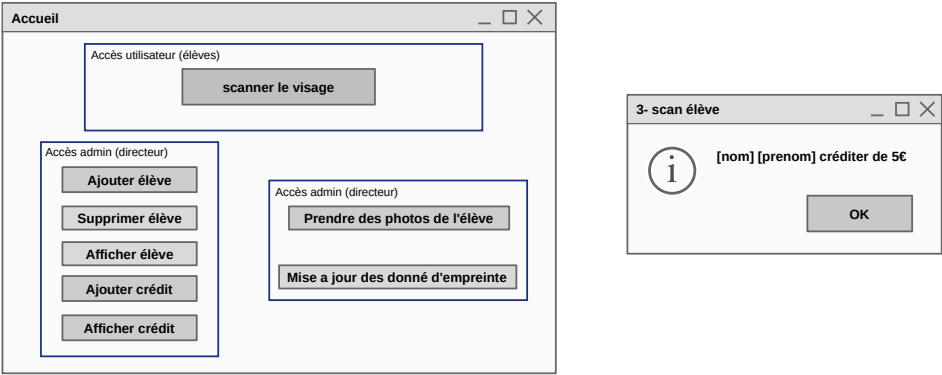 Accueil
Accès utilisateur (élèves)
scanner le visage
Accès admin (directeur)
Ajouter élève
Supprimer élève
Afficher élève
Ajouter crédit
Afficher crédit
Accès admin (directeur)
Prendre des photos de l'élève
Mise a jour des donné d'empreinte
3- scan élève
i
[nom] [prenom] créditer de 5€
OK